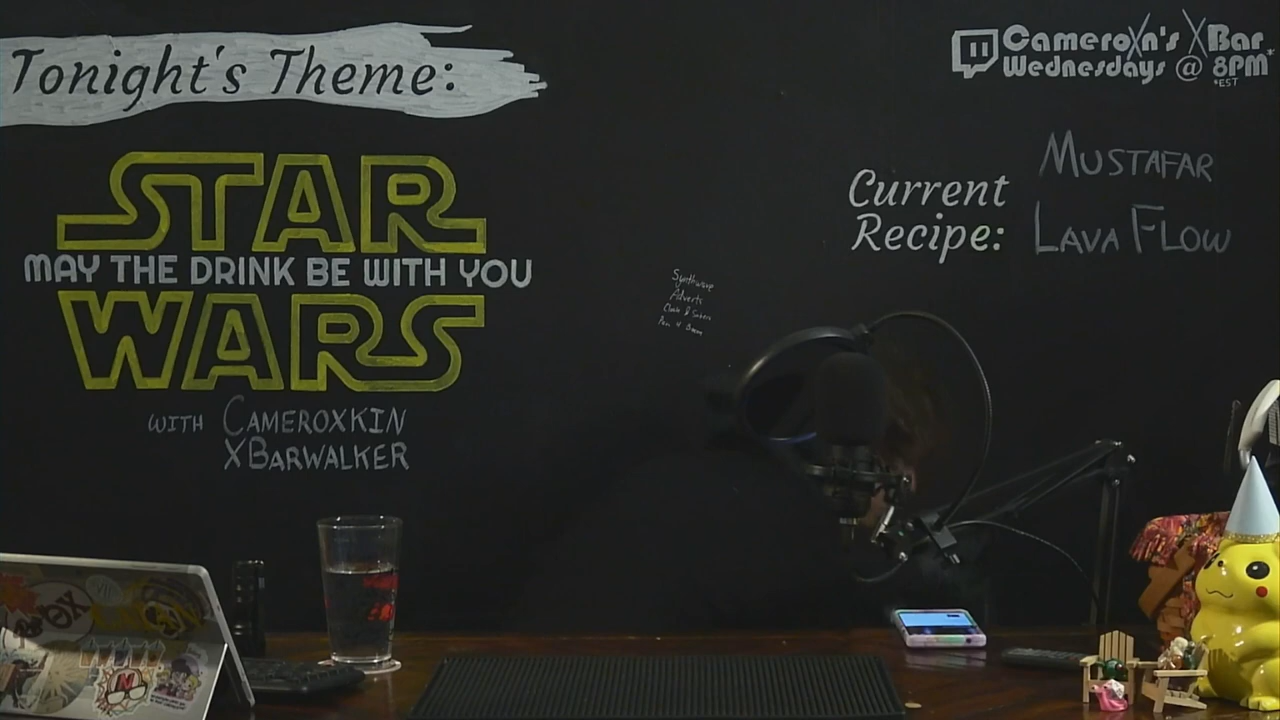 Tonight's Theme:
STAR
MAY THE DRINK BE WITH YOU
WARS
WITH CAMEROXKIN
XBARWALKER
CameroXn's XBar
Wednesdays @ 8PM*
*EST
Current
Recipe:
MUSTAFAR
LAVA FLOW
Adverts